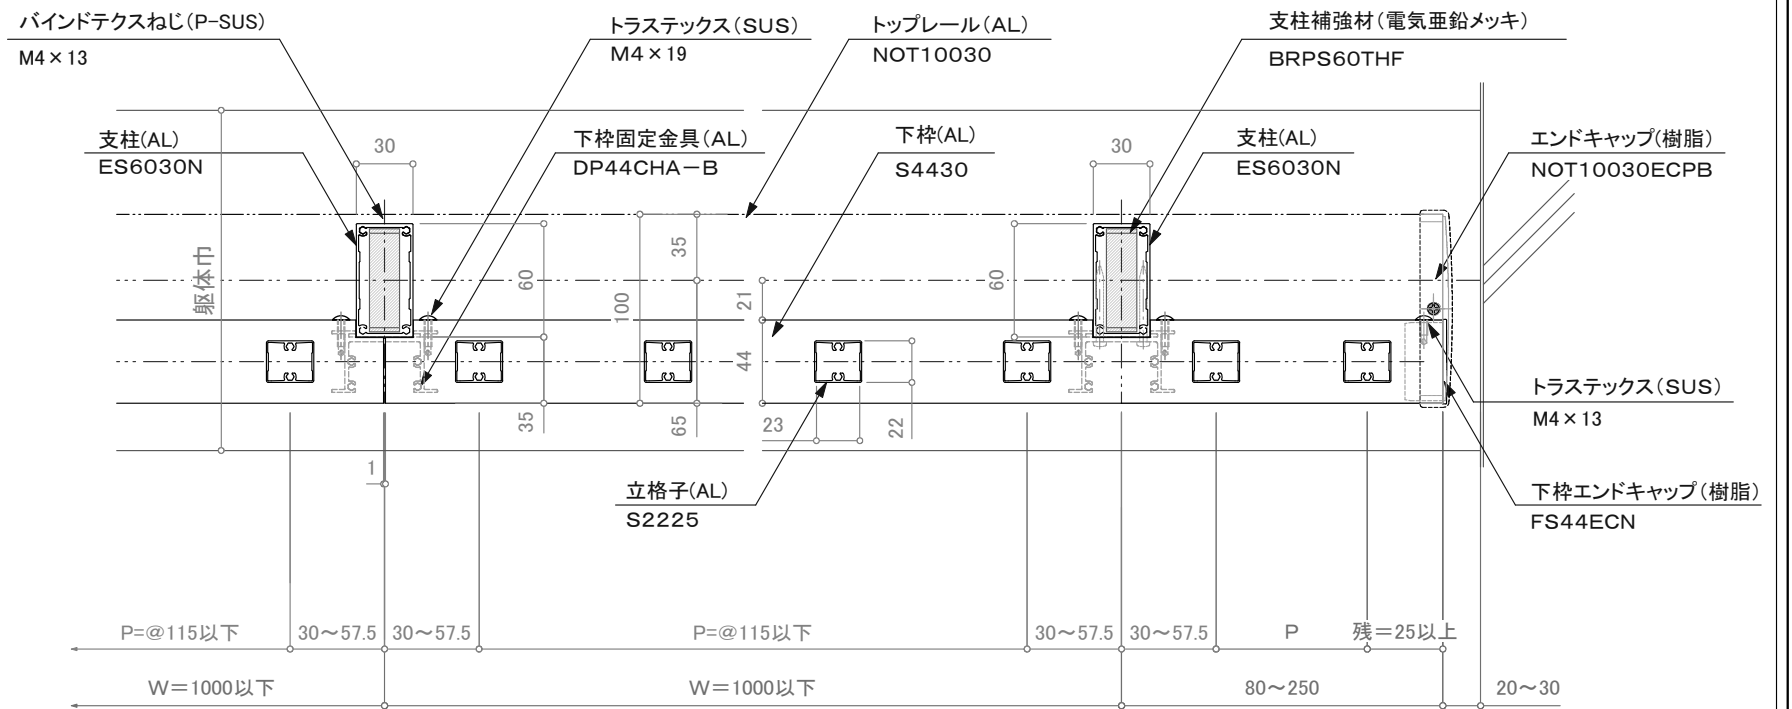 バインドテクスねじ(P-SUS)
M4×13
トラステックス(SUS)
M4×19
トップレール(AL)
NOT10030
支柱補強材(電気亜鉛メッキ)
BRPS60THF
支柱(AL)
ES6030N
30
下枠固定金具(AL)
DP44CHA-B
下枠(AL)
S4430
30
支柱(AL)
ES6030N
エンドキャップ(樹脂)
NOT10030ECPB
躯体巾
60
35
100
21
60
44
35
65
23
22
1
立格子(AL)
S2225
トラステックス(SUS)
M4×13
下枠エンドキャップ(樹脂)
FS44ECN
P=@115以下
30~57.5
30~57.5
P=@115以下
30~57.5
30~57.5
P
残=25以上
W=1000以下
W=1000以下
80~250
20~30